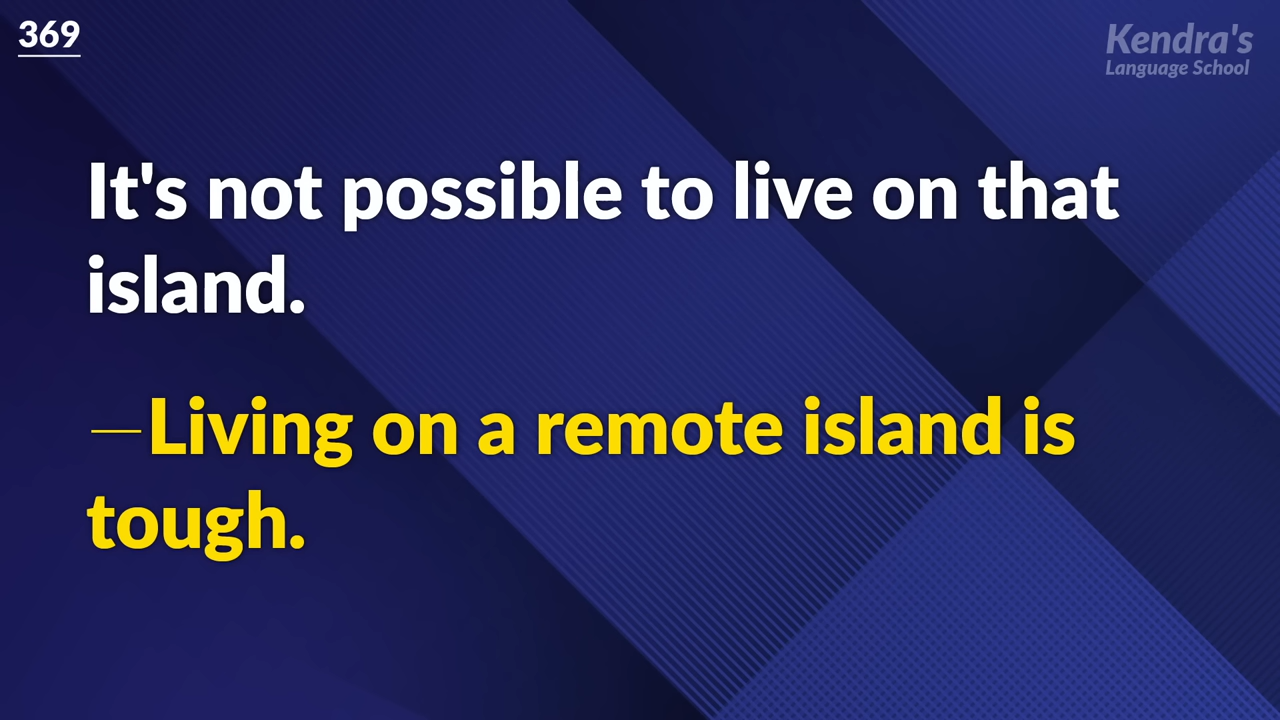 369
Kendra's
Language School
It's not possible to live on that
island.
—Living on a remote island is
tough.